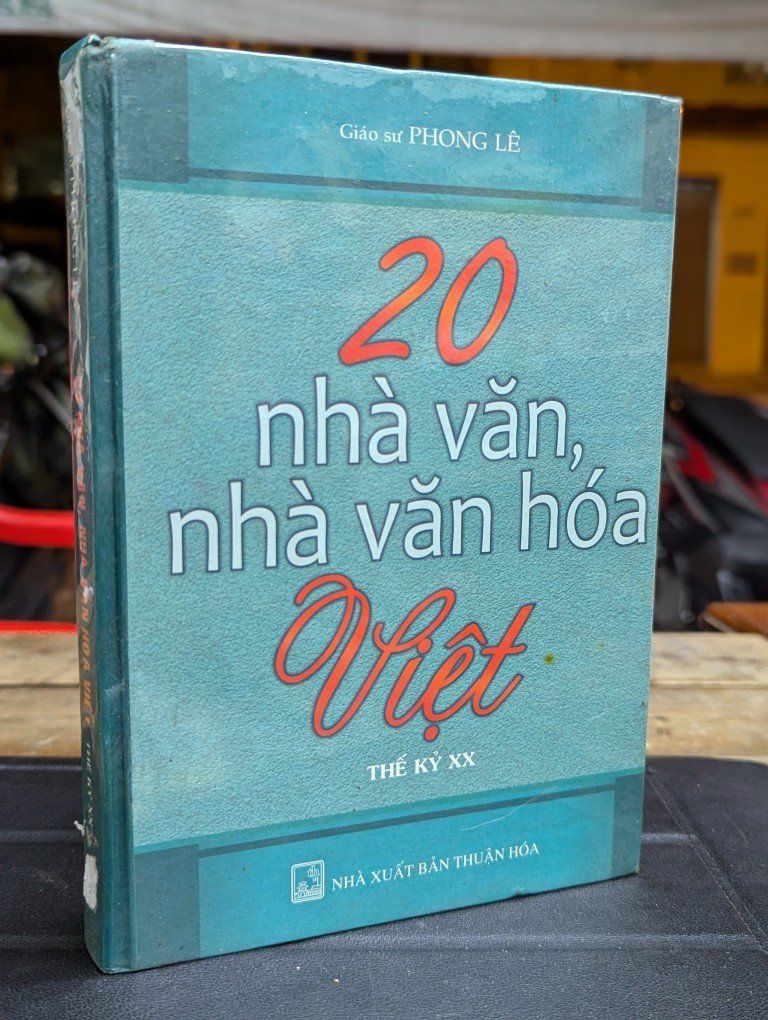 Giáo sư PHONG LÊ
20
nhà văn,
nhà văn hóa
Việt
THẾ KỶ XX
NHÀ XUẤT BẢN THUẬN HÓA